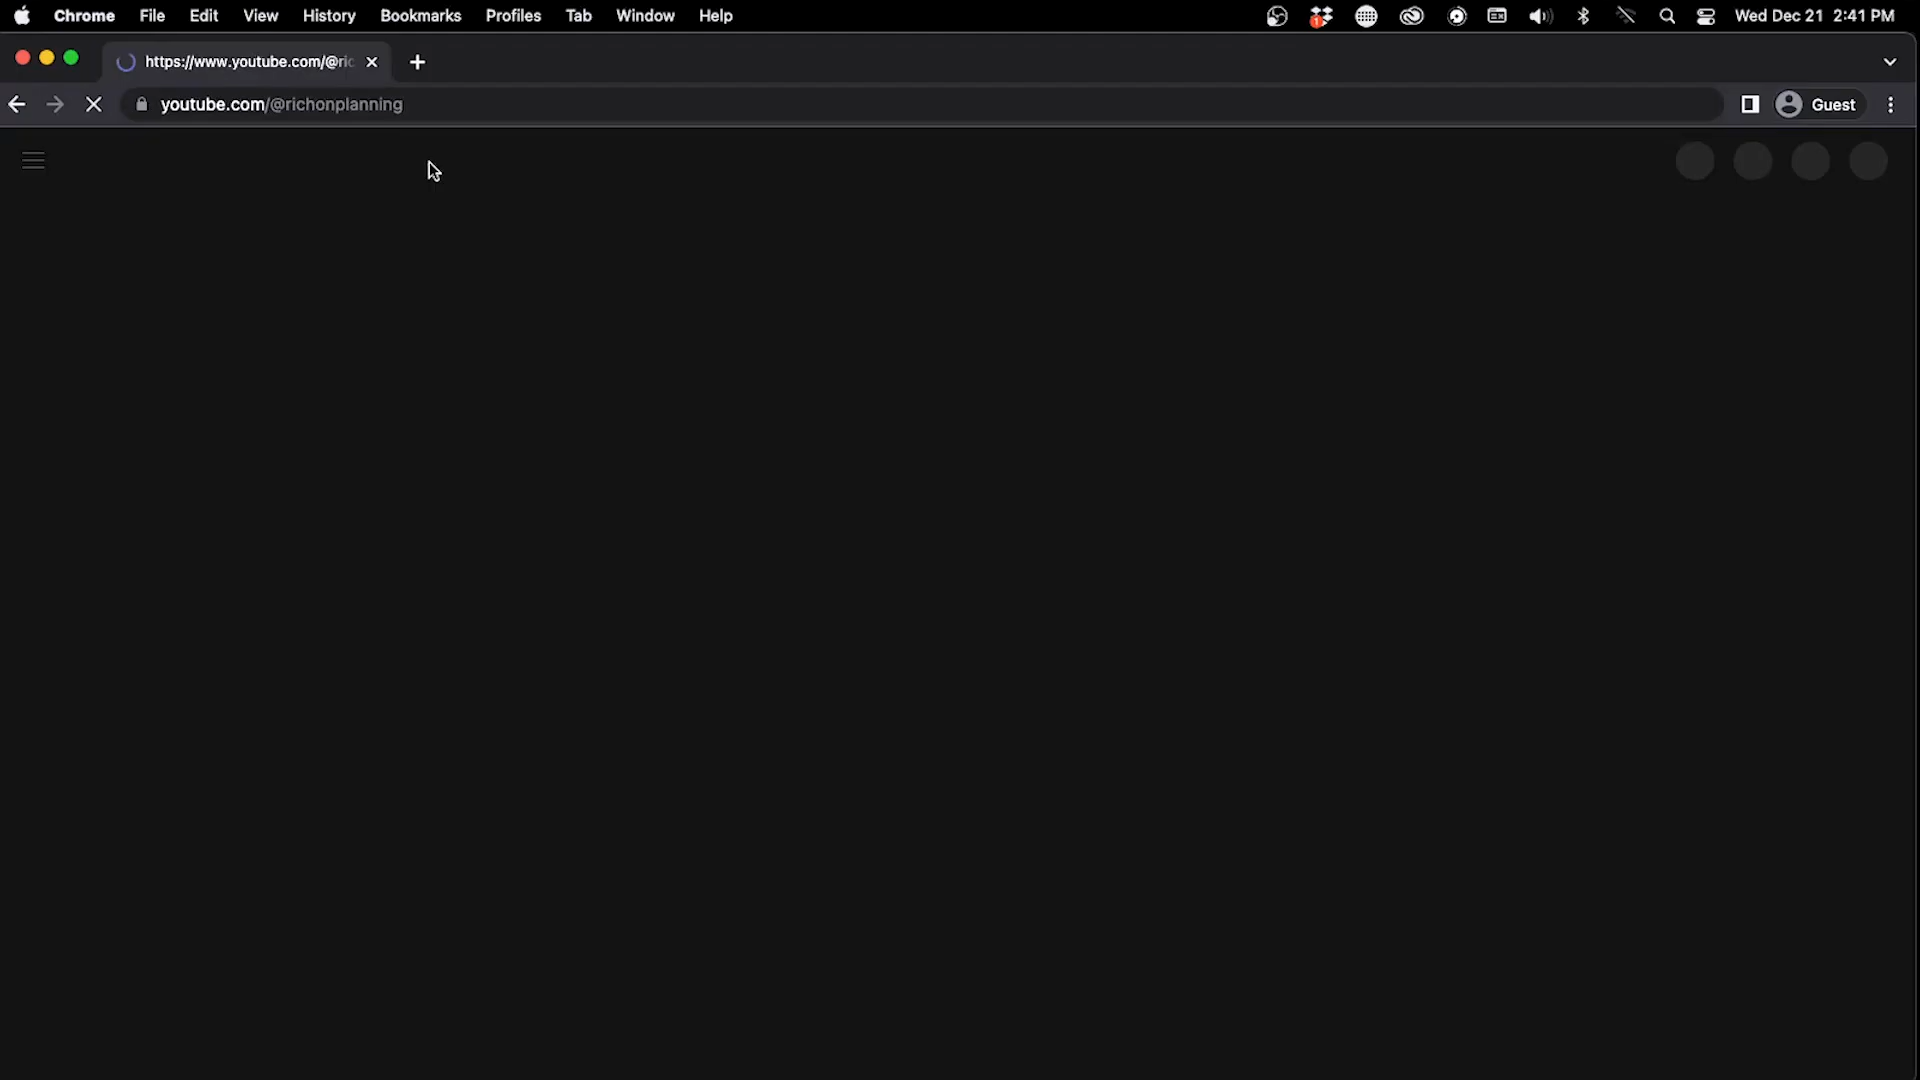 Chrome File Edit View History Bookmarks Profiles Tab Window Help 1 Wed Dec 21 2:41 PM
https://www.youtube.com/@ric
youtube.com/@richonplanning Guest